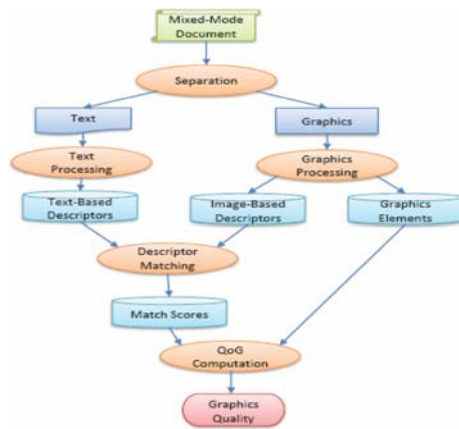 Mixed-Mode
Document
Separation
Text
Graphics
Text
Processing
Graphics
Processing
Text-Based
Descriptors
Image-Based
Descriptors
Graphics
Elements
Descriptor
Matching
Match Scores
QoG
Computation
Graphics
Quality